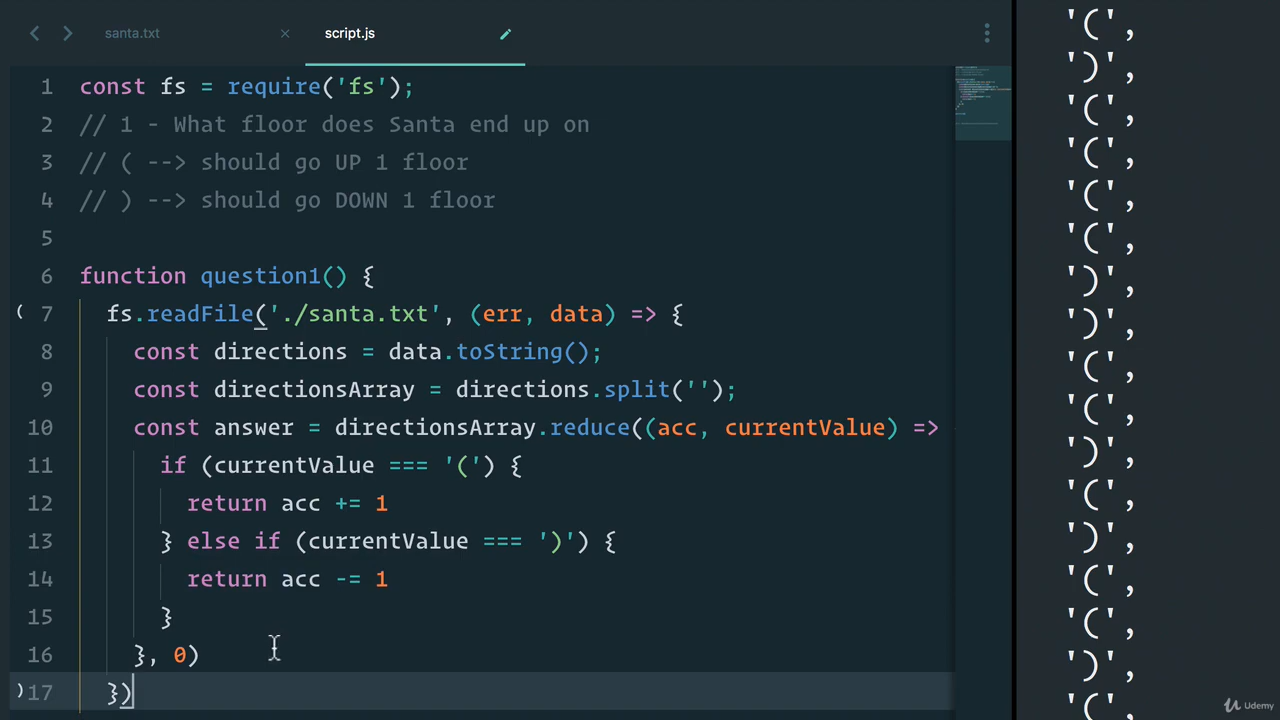 santa.txt
script.js
1 const fs = require('fs');
2 // 1 - What floor does Santa end up on
3 // ( --> should go UP 1 floor
4 // ) --> should go DOWN 1 floor
5
6 function question1() {
( 7 fs.readFile('./santa.txt', (err, data) => {
8 const directions = data.toString();
9 const directionsArray = directions.split('');
10 const answer = directionsArray.reduce((acc, currentValue) =>
11 if (currentValue === '(') {
12 return acc += 1
13 } else if (currentValue === ')') {
14 return acc -= 1
15 }
16 }, 0)
) 17 })
'(',
')',
'(',
'(',
'(',
'(',
')',
')',
'(',
'(',
')',
'(',
')',
'(',
'(',
')',
'(',
Udemy